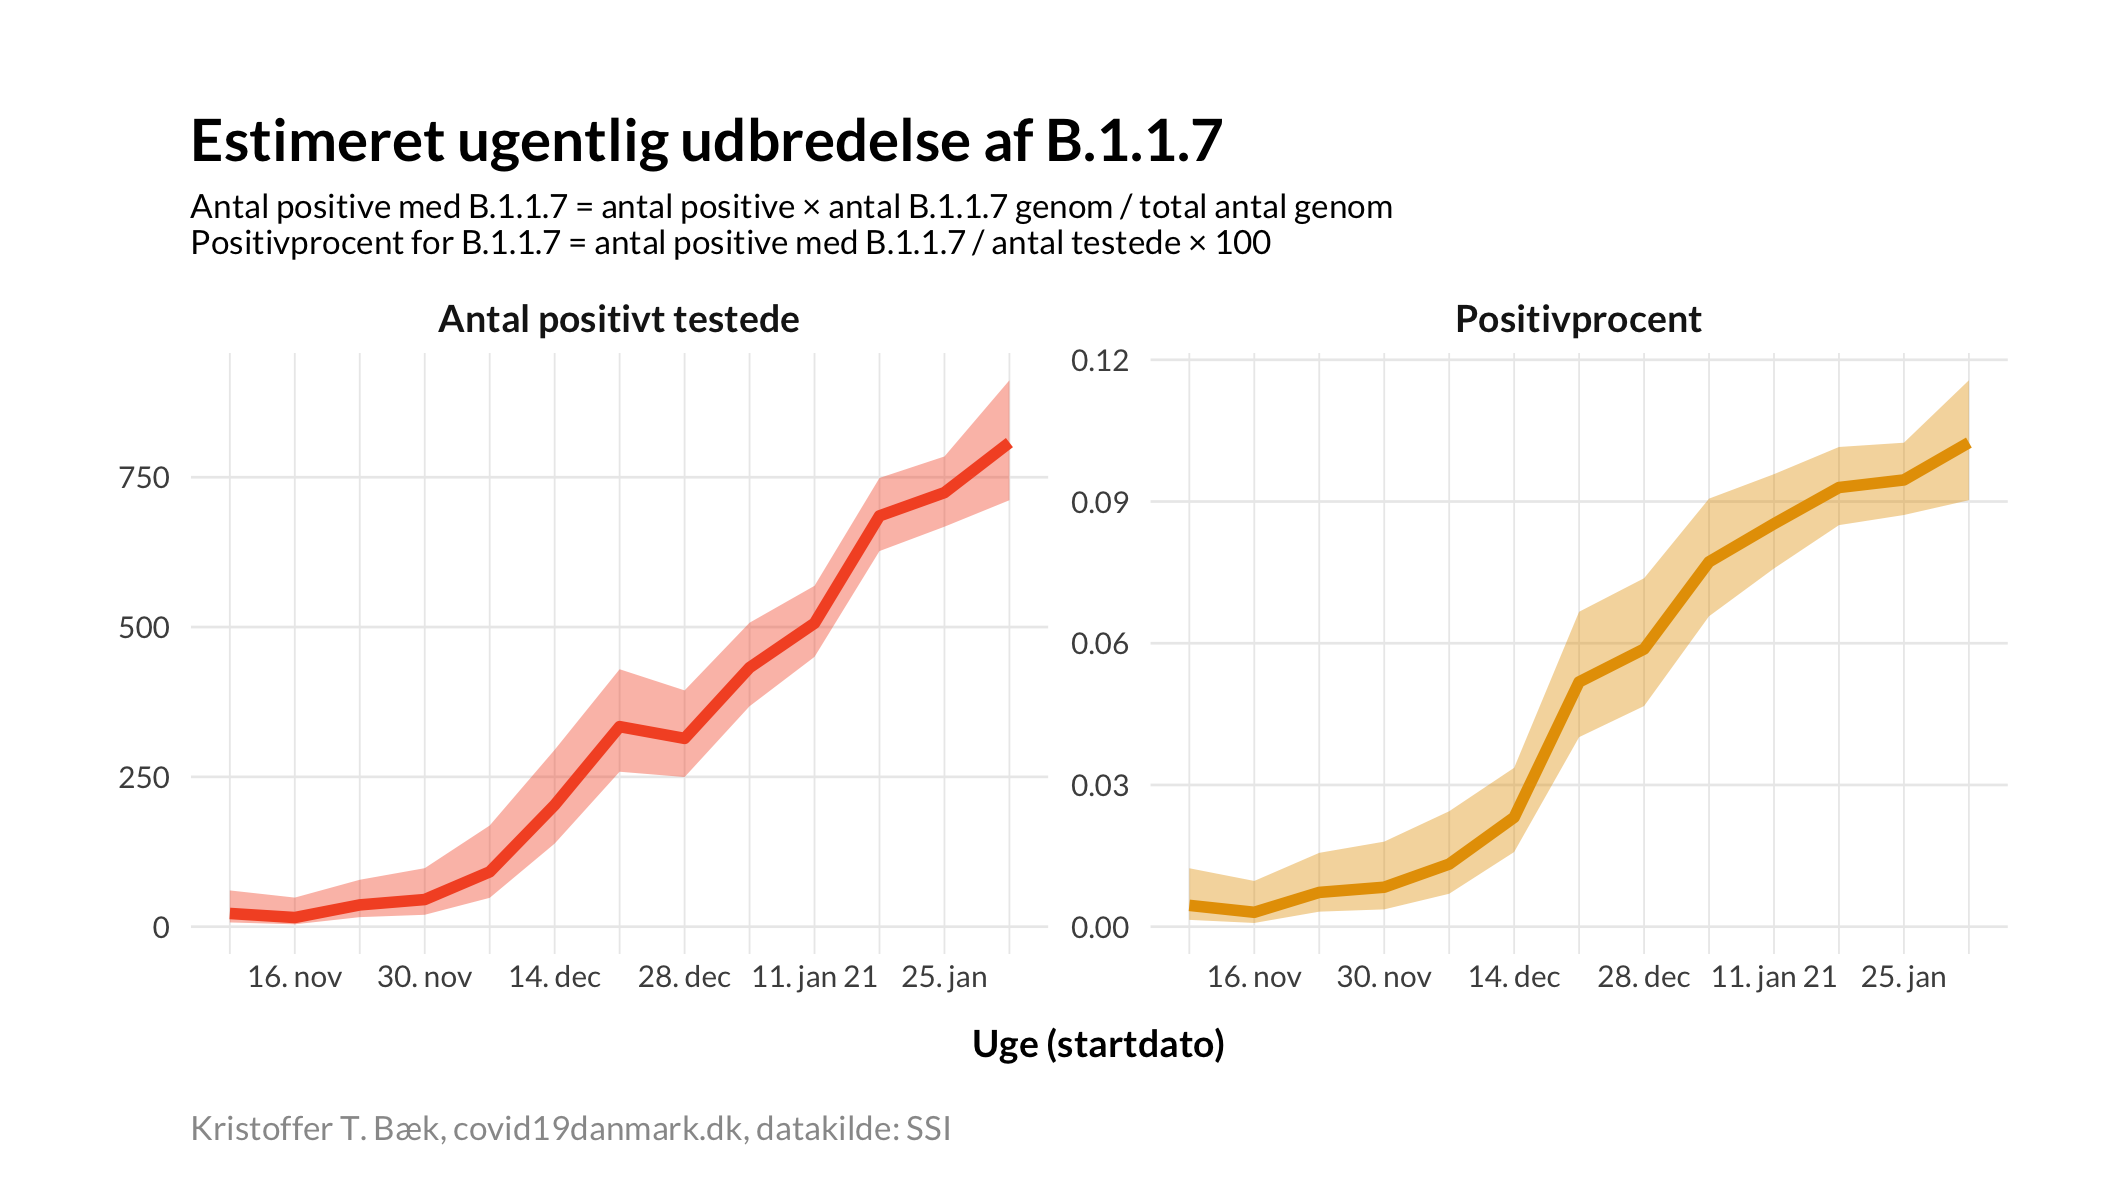 Estimeret ugentlig udbredelse af B.1.1.7
Antal positive med B.1.1.7 = antal positive × antal B.1.1.7 genom / total antal genom
Positivprocent for B.1.1.7 = antal positive med B.1.1.7 / antal testede × 100
Antal positivt testede
750
500
250
0
16. nov 30. nov 14. dec 28. dec 11. jan 21 25. jan
Positivprocent
0.12
0.09
0.06
0.03
0.00
16. nov 30. nov 14. dec 28. dec 11. jan 21 25. jan
Uge (startdato)
Kristoffer T. Bæk, covid19danmark.dk, datakilde: SSI